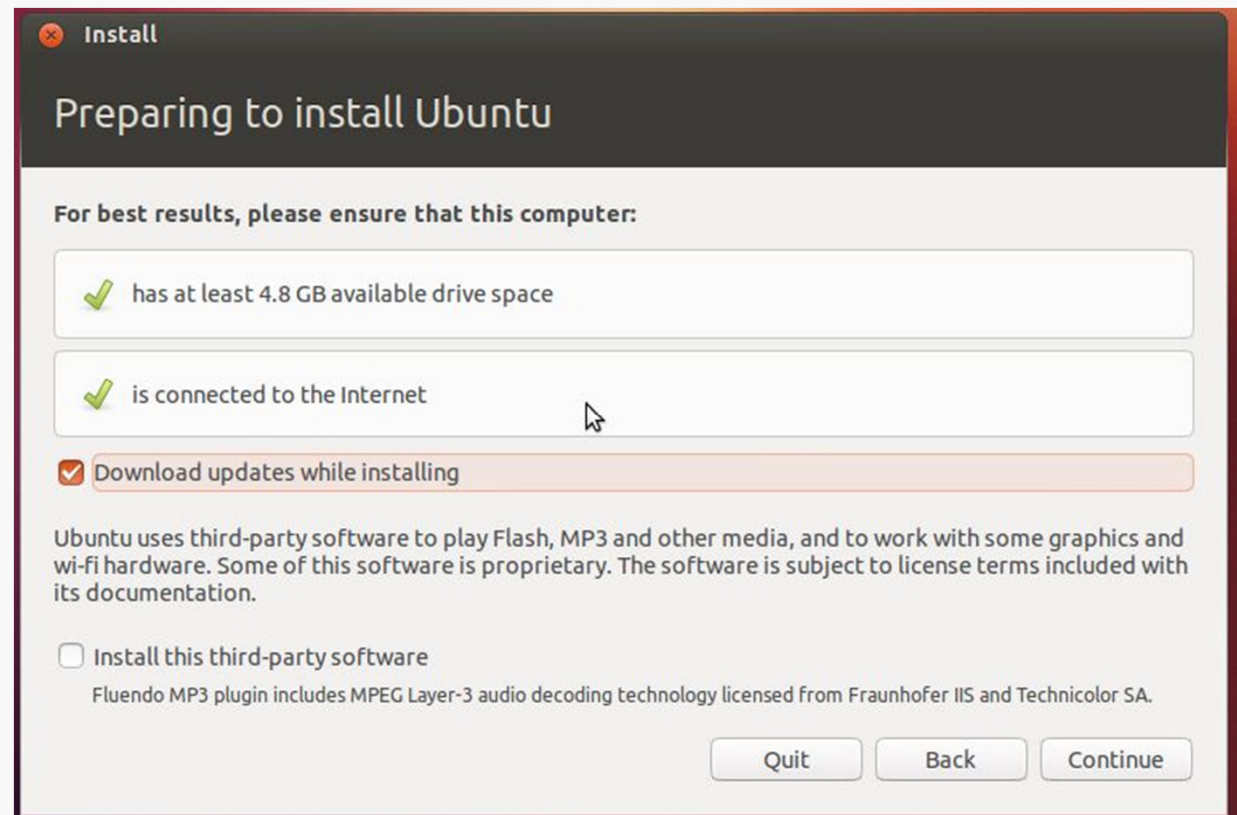 Install
Preparing to install Ubuntu
For best results, please ensure that this computer:
has at least 4.8 GB available drive space
is connected to the Internet
Download updates while installing
Ubuntu uses third-party software to play Flash, MP3 and other media, and to work with some graphics and
wi-fi hardware. Some of this software is proprietary. The software is subject to license terms included with
its documentation.
Install this third-party software
Fluendo MP3 plugin includes MPEG Layer-3 audio decoding technology licensed from Fraunhofer IIS and Technicolor SA.
Quit Back Continue